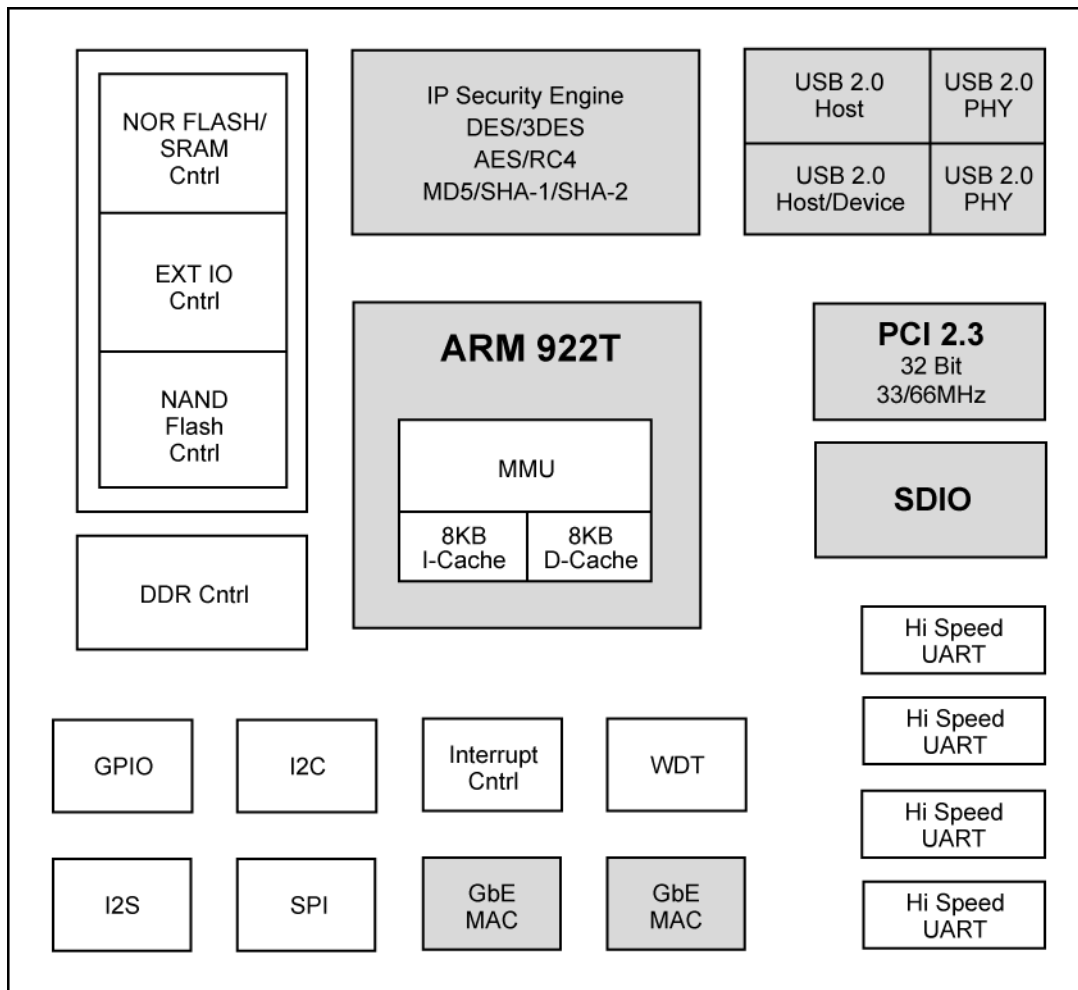 NOR FLASH/
SRAM
Cntrl
EXT IO
Cntrl
NAND
Flash
Cntrl
DDR Cntrl
IP Security Engine
DES/3DES
AES/RC4
MD5/SHA-1/SHA-2
USB 2.0
Host
USB 2.0
PHY
USB 2.0
Host/Device
USB 2.0
PHY
ARM 922T
MMU
8KB
I-Cache
8KB
D-Cache
PCI 2.3
32 Bit
33/66MHz
SDIO
Hi Speed
UART
Hi Speed
UART
Hi Speed
UART
Hi Speed
UART
GPIO
I2C
Interrupt
Cntrl
WDT
I2S
SPI
GbE
MAC
GbE
MAC